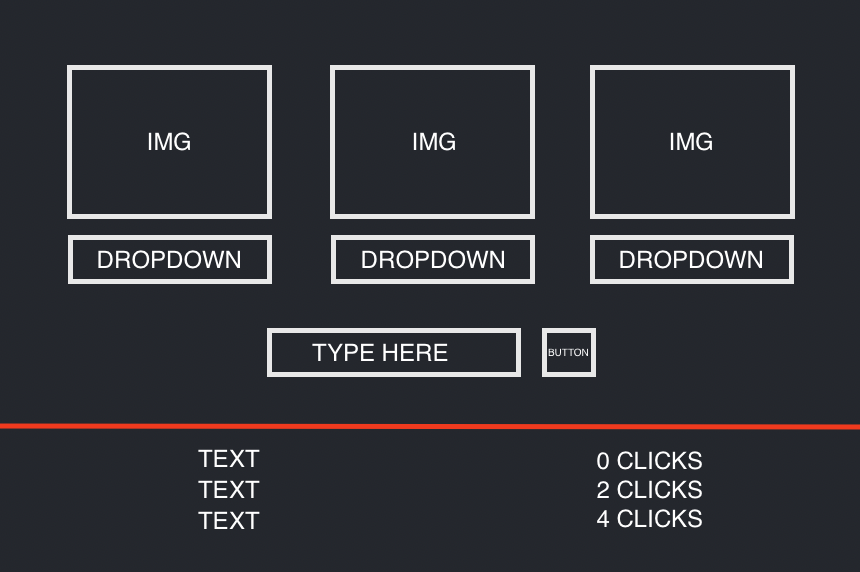 IMG IMG IMG
DROPDOWN DROPDOWN DROPDOWN
TYPE HERE BUTTON
TEXT 0 CLICKS
TEXT 2 CLICKS
TEXT 4 CLICKS